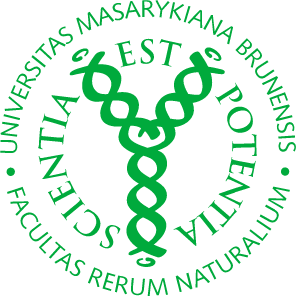 UNIVERSITAS MASARYKIANA BRUNENSIS
• FACULTAS RERUM NATURALIUM •
SCIENTIA
EST
POTENTIA